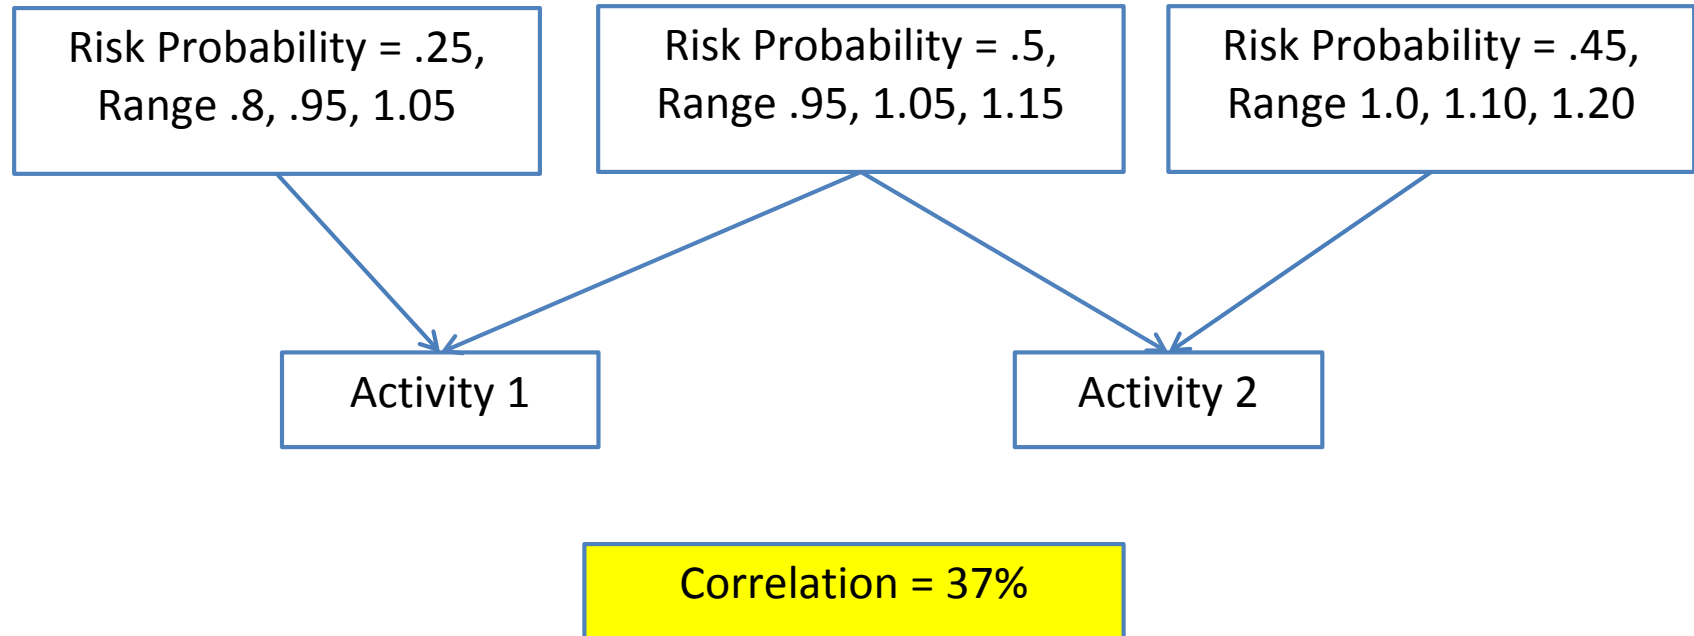 Risk Probability = .25,
Range .8, .95, 1.05
Risk Probability = .5,
Range .95, 1.05, 1.15
Risk Probability = .45,
Range 1.0, 1.10, 1.20
Activity 1
Activity 2
Correlation = 37%